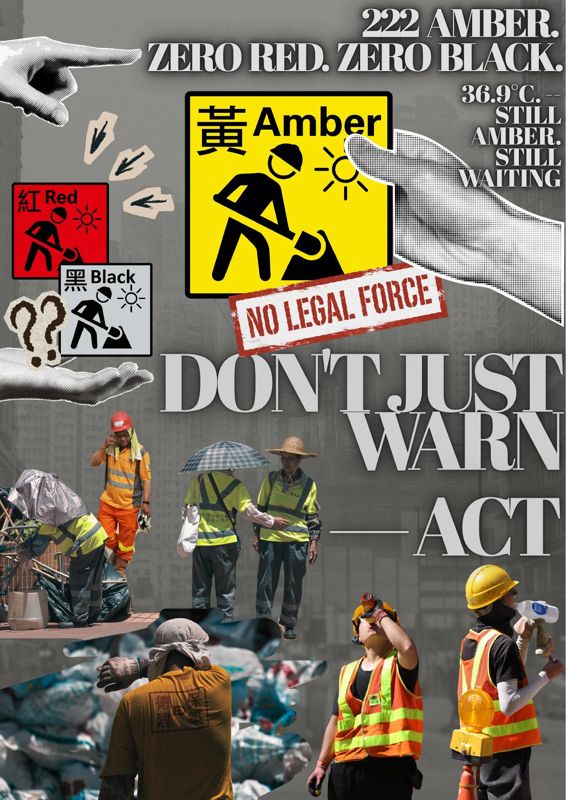 222 AMBER.
ZERO RED. ZERO BLACK.
36.9°C. --
STILL
AMBER.
STILL
WAITING
黃 Amber
紅 Red
黑 Black
??
NO LEGAL FORCE
DON'T JUST
WARN
— ACT